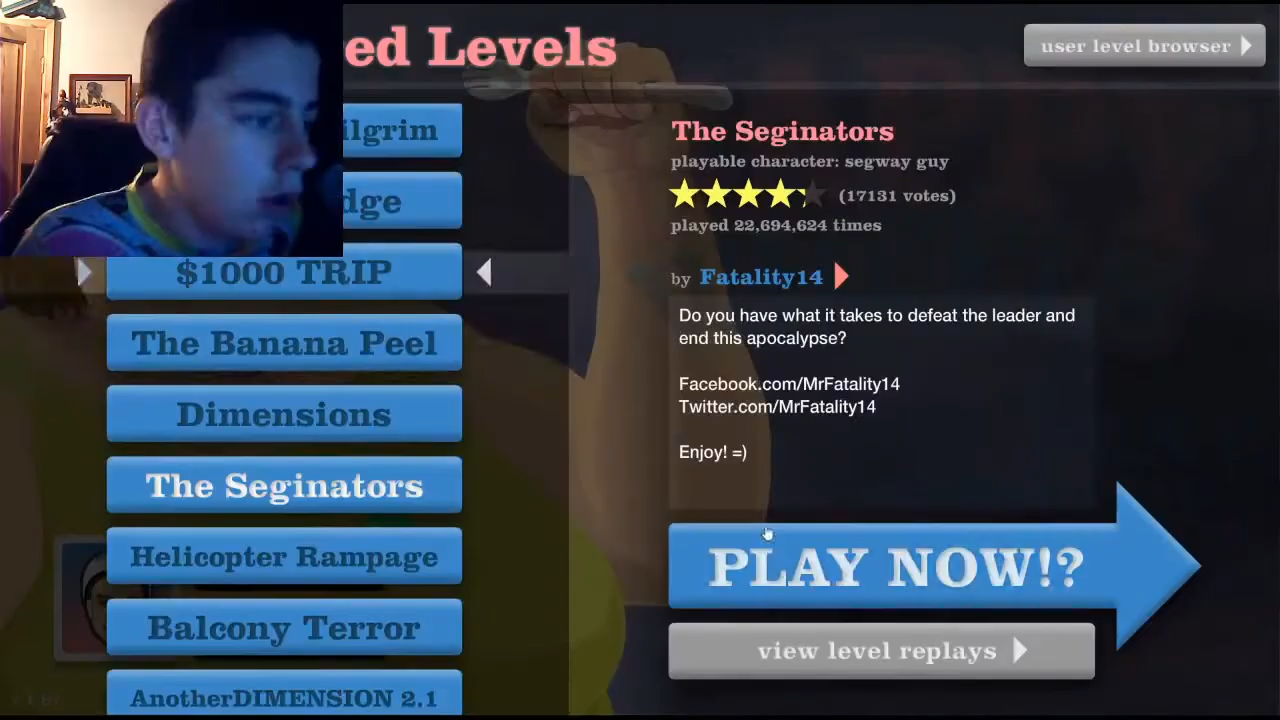 ed Levels
user level browser
ilgrim
dge
$1000 TRIP
The Banana Peel
Dimensions
The Seginators
Helicopter Rampage
Balcony Terror
AnotherDIMENSION 2.1
The Seginators
playable character: segway guy
(17131 votes)
played 22,694,624 times
by Fatality14
Do you have what it takes to defeat the leader and
end this apocalypse?
Facebook.com/MrFatality14
Twitter.com/MrFatality14
Enjoy! =)
PLAY NOW!?
view level replays